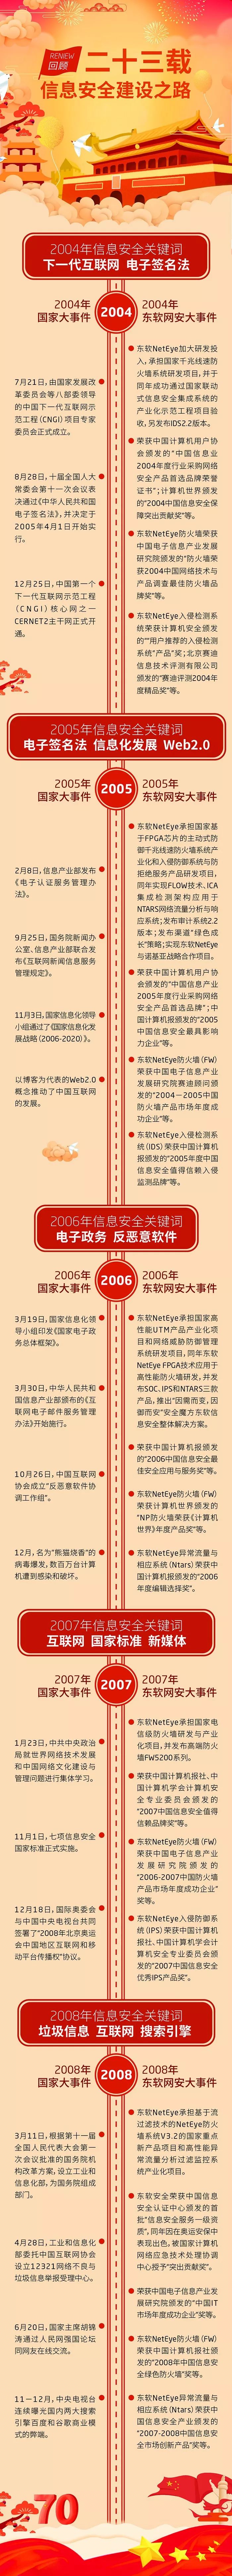 REVIEW
回顾
二十三载
信息安全建设之路
2004年信息安全关键词
下一代互联网 电子签名法
2004年
国家大事件
2004
2004年
东软网安大事件
7月21日，由国家发展改
革委员会等八部委领导
的中国下一代互联网示
范工程（CNGI）项目专家
委员会正式成立。
8月28日，十届全国人大
常委会第十一次会议表
决通过《中华人民共和国
电子签名法》，并决定于
2005年4月1日开始实
行。
12月25日，中国第一个
下一代互联网示范工程
（CNGI）核心网之一
CERNET2主干网正式开
通。
东软NetEye加大研发投
入，承担国家千兆线速防
火墙系统研发项目，并于
同年成功通过国家联动
式信息安全集成系统的
产业化示范工程项目验
收，另发布IDS2.2版本。
荣获中国计算机用户协
会颁发的“中国信息业
2004年度行业采购网络
安全产品首选品牌荣誉
证书”；计算机世界颁发
的“2004中国信息安全保
障突出贡献奖”等。
东软NetEye防火墙荣获
中国电子信息产业发展
研究院颁发的“防火墙荣
获2004中国网络技术与
产品调查最佳防火墙品
牌奖”等。
东软NetEye入侵检测系
统荣获计算机安全颁发
的“‘用户推荐的入侵检测
系统’产品”奖；北京赛迪
信息技术评测有限公司
颁发的“赛迪评测2004年
度精品奖”等。
2005年信息安全关键词
电子签名法 信息化发展 Web2.0
2005年
国家大事件
2005
2005年
东软网安大事件
2月8日，信息产业部发布
《电子认证服务管理办
法》。
9月25日，国务院新闻办
公室、信息产业部联合发
布《互联网新闻信息服务
管理规定》。
11月3日，国家信息化领导
小组通过了《国家信息化发
展战略（2006-2020）》。
以博客为代表的Web2.0
概念推动了中国互联网
的发展。
东软NetEye承担国家基
于FPGA芯片的主动式防
御千兆线速防火墙系统产
业化和入侵防御系统与防
拒绝服务产品研发项目，
同年实现FLOW技术、ICA
集成检测架构应用于
NTARS网络流量分析与响
应系统；发布审计系统2.2
版本；发布渠道“绿色成
长”策略；实现东软NetEye
与诺基亚战略合作项目。
荣获中国计算机用户协
会颁发的“中国信息产业
2005年度行业采购网络
安全产品首选品牌”；中
国计算机报颁发的“2005
中国信息安全最具影响
力企业”等。
东软NetEye防火墙（FW）
荣获中国电子信息产业
发展研究院赛迪顾问颁
发的“2004－2005中国
防火墙产品市场年度成
功企业”等。
东软NetEye入侵检测系
统（IDS）荣获中国计算机
报颁发的“2005年度中国
信息安全值得信赖入侵
监测品牌”等。
2006年信息安全关键词
电子政务 反恶意软件
2006年
国家大事件
2006
2006年
东软网安大事件
3月19日，国家信息化领
导小组印发《国家电子政
务总体框架》。
3月30日，中华人民共和
国信息产业部颁布的《互
联网电子邮件服务管理
办法》开始施行。
10月26日，中国互联网
协会成立“反恶意软件协
调工作组”。
12月，名为“熊猫烧香”的
病毒爆发，数百万台计算
机遭到感染和破坏。
东软NetEye承担国家高
性能UTM产品产业化项
目和网络威胁防御管理
系统研发项目，同年东软
NetEye FPGA技术应用于
高性能防火墙研发，并发
布SOC、IPS和NTARS三款
产品，推出“因需而变，因
御而安”安全魔方东软信
息安全整体解决方案。
荣获中国计算机报颁发
的“2006中国信息安全最
佳安全应用与服务奖”等。
东软NetEye防火墙（FW）
荣获计算机世界颁发的
“NP防火墙荣获《计算机
世界》年度产品奖”等。
东软NetEye异常流量与
相应系统（Ntars）荣获中
国计算机报颁发的“2006
年度编辑选择奖”。
2007年信息安全关键词
互联网 国家标准 新媒体
2007年
国家大事件
2007
2007年
东软网安大事件
1月23日，中共中央政治
局就世界网络技术发展
和中国网络文化建设与
管理问题进行集体学习。
11月1日，七项信息安全
国家标准正式实施。
12月18日，国际奥委会
与中国中央电视台共同
签署了“2008年北京奥运
会中国地区互联网和移
动平台传播权”协议。
东软NetEye承担国家电
信级防火墙研发与产业
化项目，并发布高端防火
墙FW5200系列。
荣获中国计算机报社、中
国计算机学会计算机安
全专业委员会颁发的
“2007中国信息安全值得
信赖品牌奖”等。
东软NetEye防火墙（FW）
荣获中国电子信息产业
发展研究院颁发的
“2006-2007中国防火墙
产品市场年度成功企业”
奖等。
东软NetEye入侵防御系
统（IPS）荣获中国计算机
报社、中国计算机学会计
算机安全专业委员会颁
发的“2007中国信息安全
优秀IPS产品奖”。
2008年信息安全关键词
垃圾信息 互联网 搜索引擎
2008年
国家大事件
2008
2008年
东软网安大事件
3月11日，根据第十一届
全国人民代表大会第一
次会议批准的国务院机
构改革方案，设立工业和
信息化部，为国务院组成
部门。
4月28日，工业和信息化
部委托中国互联网协会
设立12321网络不良与
垃圾信息举报受理中心。
6月20日，国家主席胡锦
涛通过人民网强国论坛
同网友在线交流。
11－12月，中央电视台
连续曝光国内两大搜索
引擎百度和谷歌商业模
式的弊端。
东软NetEye承担基于流
过滤技术的NetEye防火
墙系统V3.2的国家重点
新产品项目和高性能异
常流量分析过滤监控系
统产业化项目。
东软安全荣获中国信息
安全认证中心颁发的首
批“信息安全服务一级资
质”，同年因在奥运安保中
表现出色，被国家计算机
网络应急技术处理协调
中心授予“突出贡献奖”。
荣获中国电子信息产业发
展研究院颁发的“中国IT
市场年度成功企业”奖等。
东软NetEye防火墙（FW）
荣获中国计算机报社颁
发的“2008年中国信息安
全绿色防火墙”奖等。
东软NetEye异常流量与
相应系统（Ntars）荣获中
国信息安全产业颁发的
“2007-2008中国信息安
全市场创新产品”奖等。
70